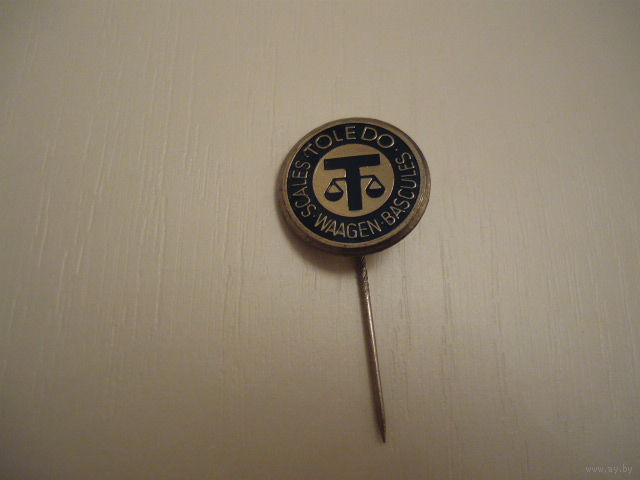 TOLEDO · BASCULES · WAAGEN · SCALES ·
T
www.ay.by